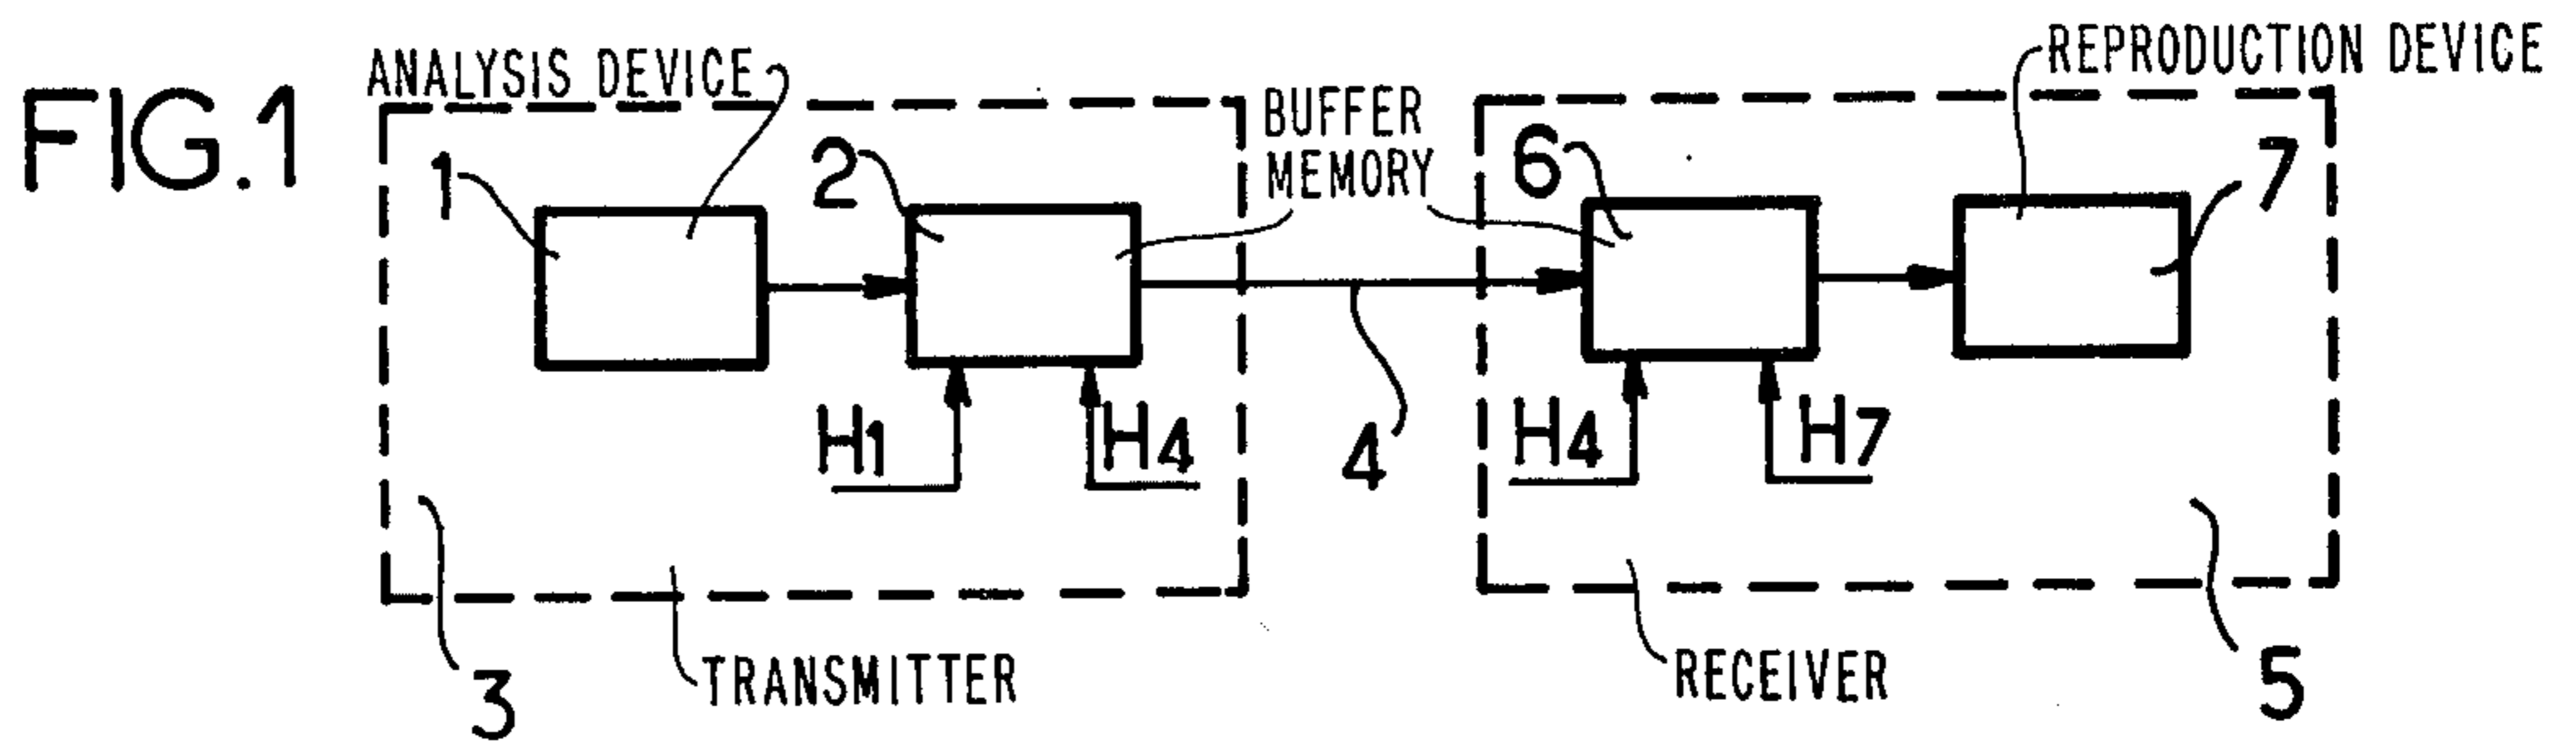 FIG.1
ANALYSIS DEVICE
BUFFER
MEMORY
REPRODUCTION DEVICE
1
2
6
7
H1
H4
4
H4
H7
3
TRANSMITTER
RECEIVER
5